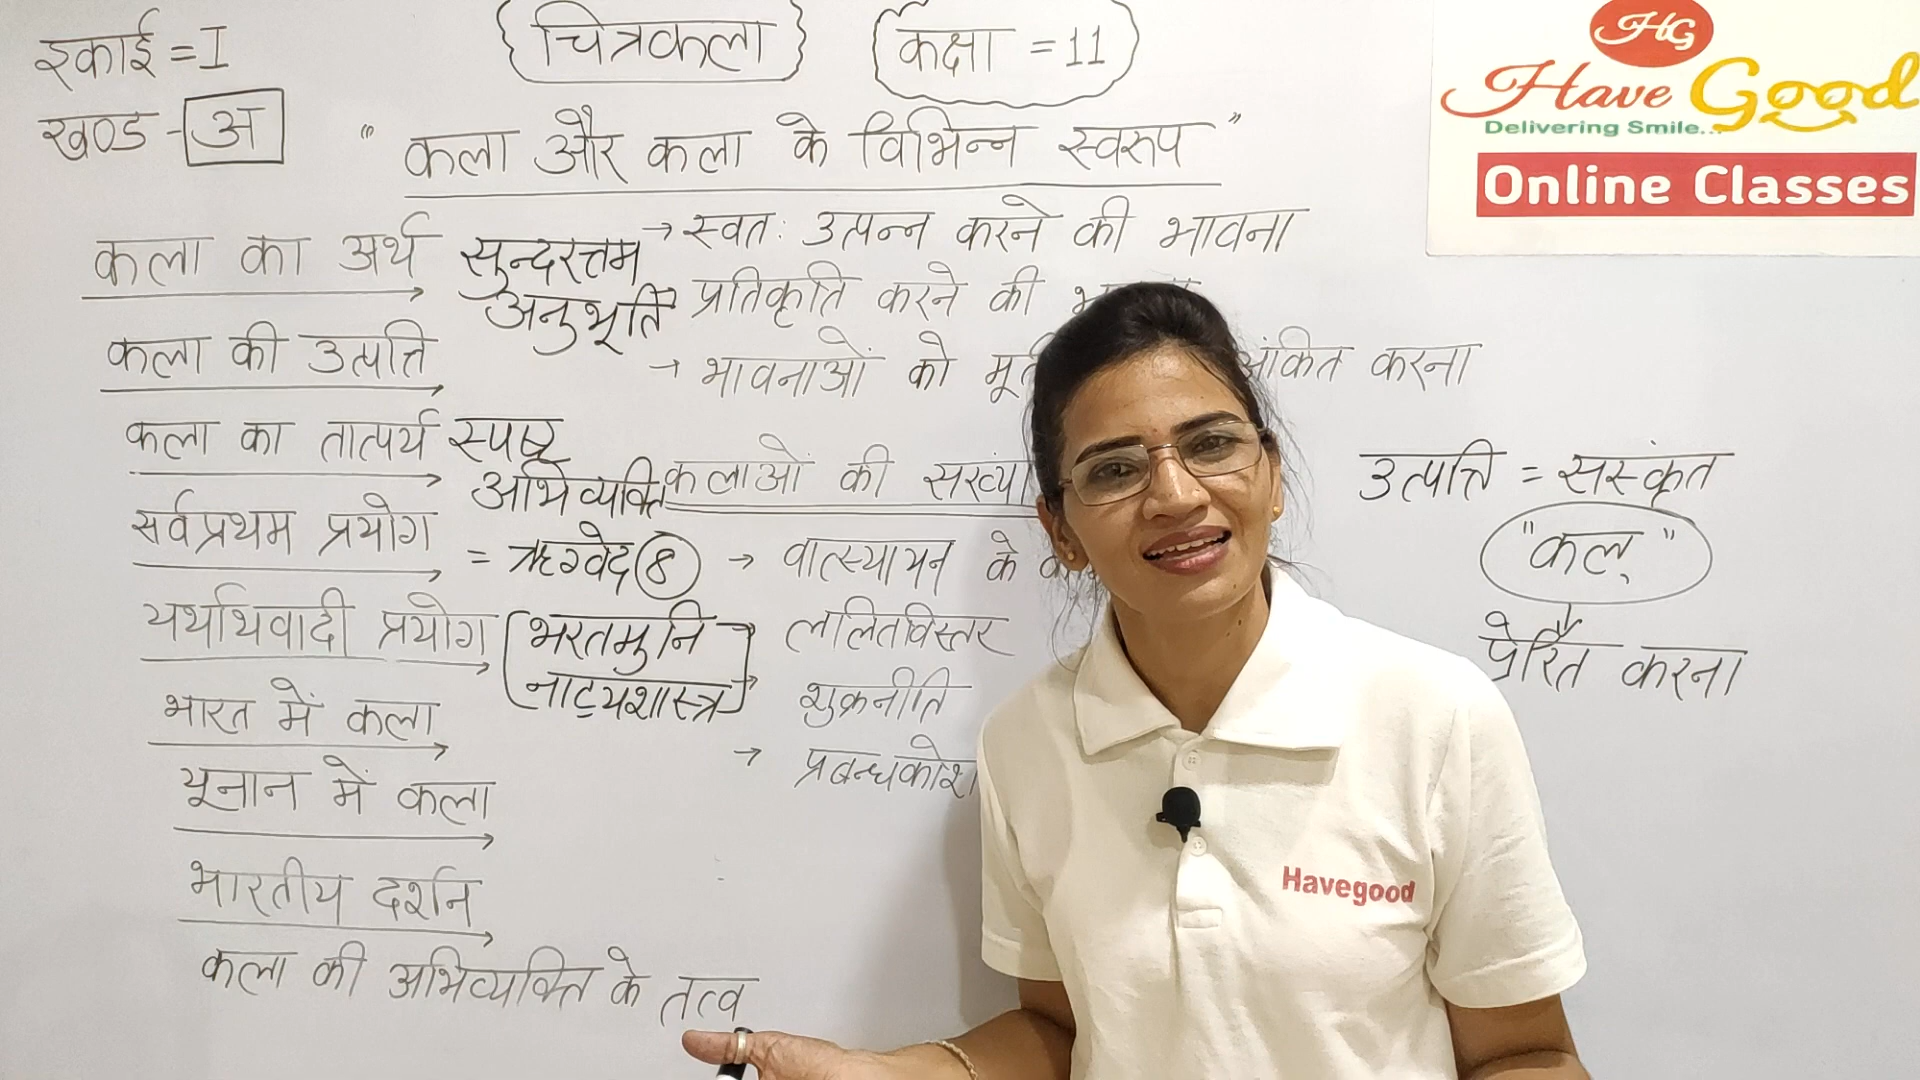 इकाई = I
चित्रकला
कक्षा = 11
खण्ड - अ
HG
Have Good
Delivering Smile...
Online Classes
"कला और कला के विभिन्न स्वरुप"
कला का अर्थ सुन्दरत्तम अनुभूति
→ स्वतः उत्पन्न करने की भावना
→ प्रतिकृति करने की
→ भावनाओं को अंकित करना
कला की उत्पत्ति
कला का तात्पर्य स्पष्ट अभिव्यक्ति
सर्वप्रथम प्रयोग = ऋग्वेद 8
यर्थाथवादी प्रयोग भरतमुनि नाट्यशास्त्र
भारत में कला
यूनान में कला
भारतीय दर्शन
कला की अभिव्यक्ति के तत्व
कलाओं की सख्यां
→ वात्स्यायन के
→ ललितविस्तर
→ शुक्रनीति
→ प्रबन्धकोश
उत्पत्ति = सस्ंकृत
"कल्"
प्रेरित करना
Havegood